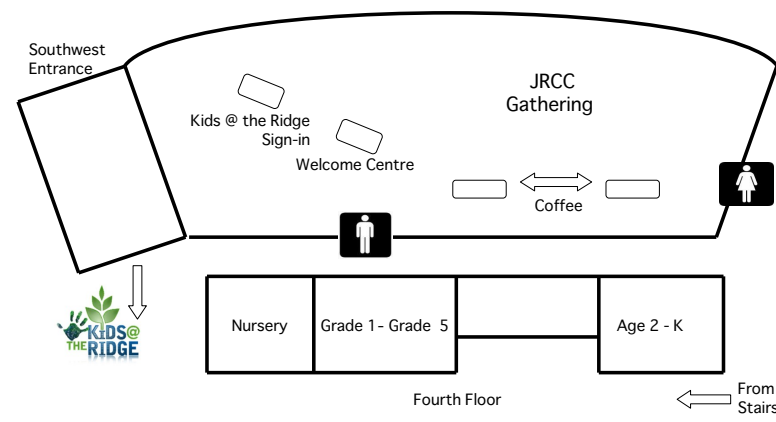 Southwest
Entrance
JRCC
Gathering
Kids @ the Ridge
Sign-in
Welcome Centre
Coffee
KIDS@
THE RIDGE
Nursery
Grade 1 - Grade 5
Age 2 - K
Fourth Floor
From
Stairs